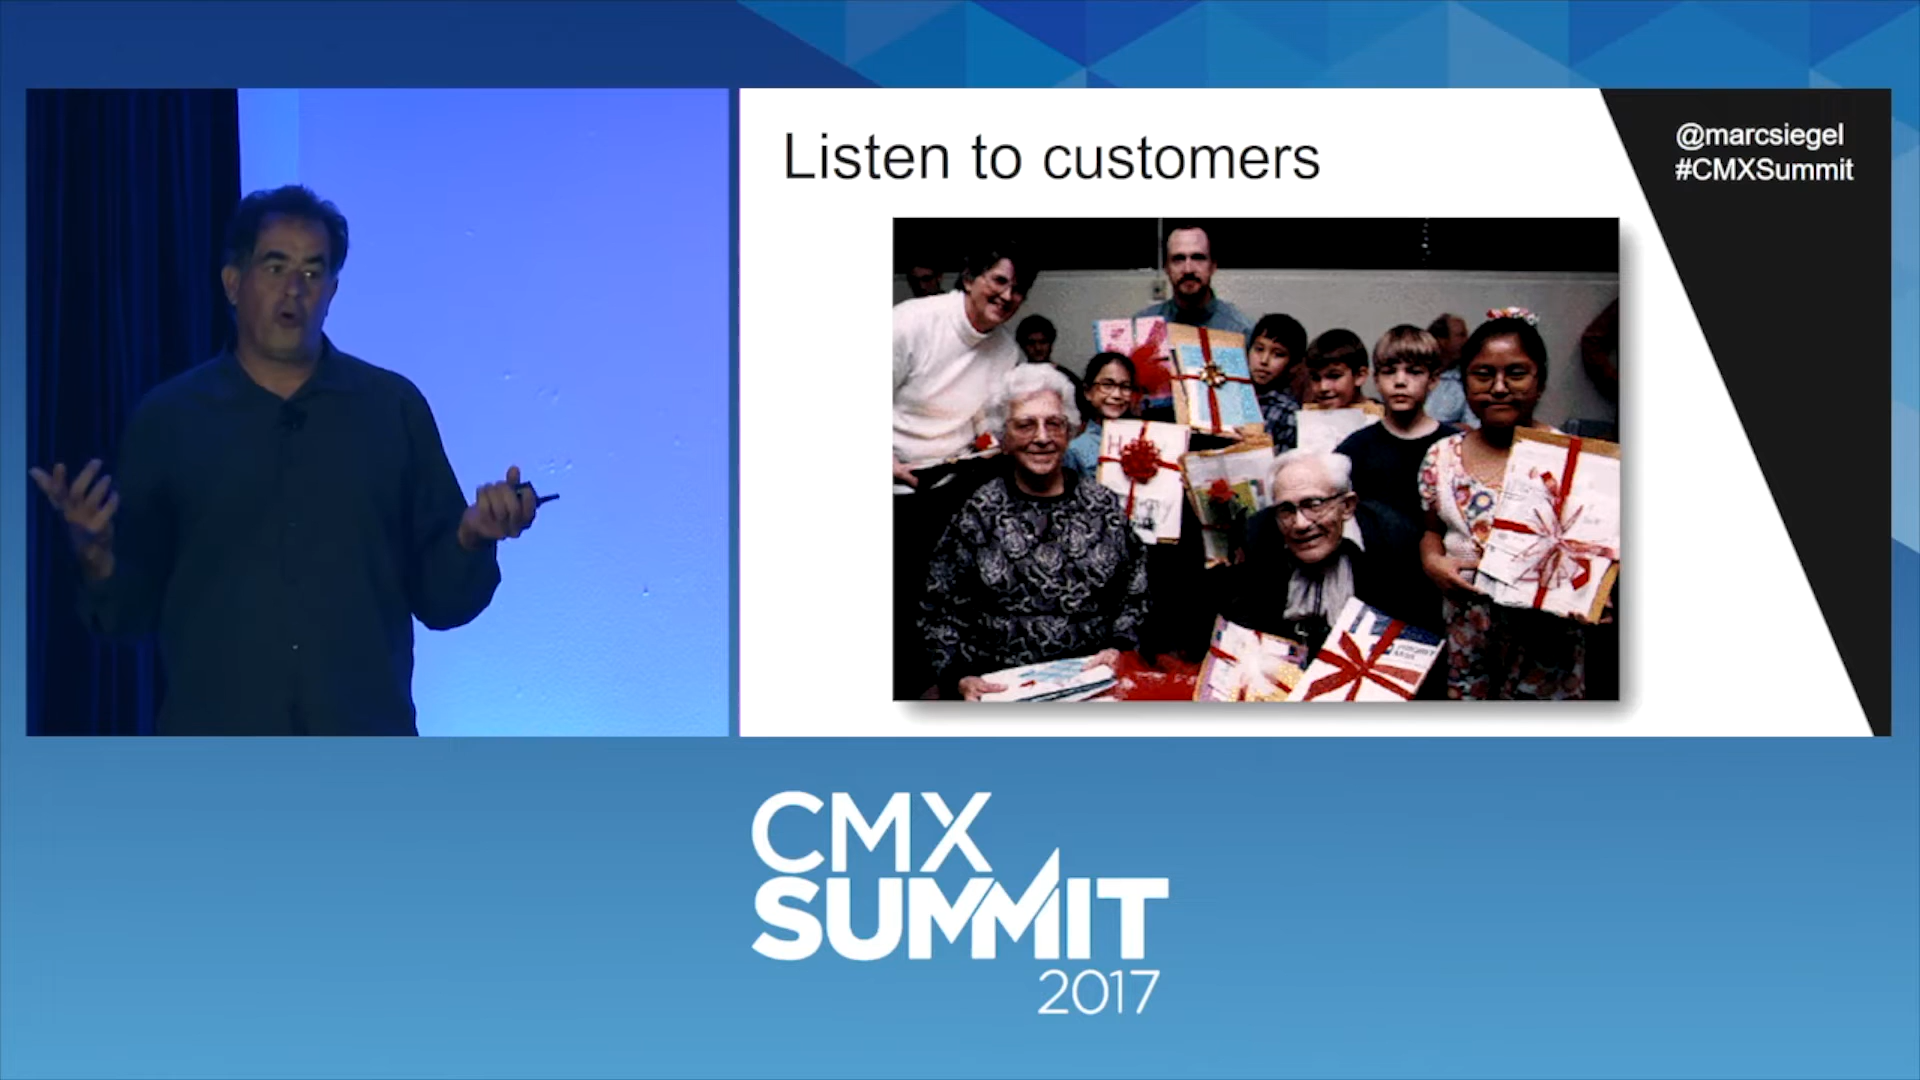 Listen to customers
@marcsiegel
#CMXSummit
CMX
SUMMIT
2017